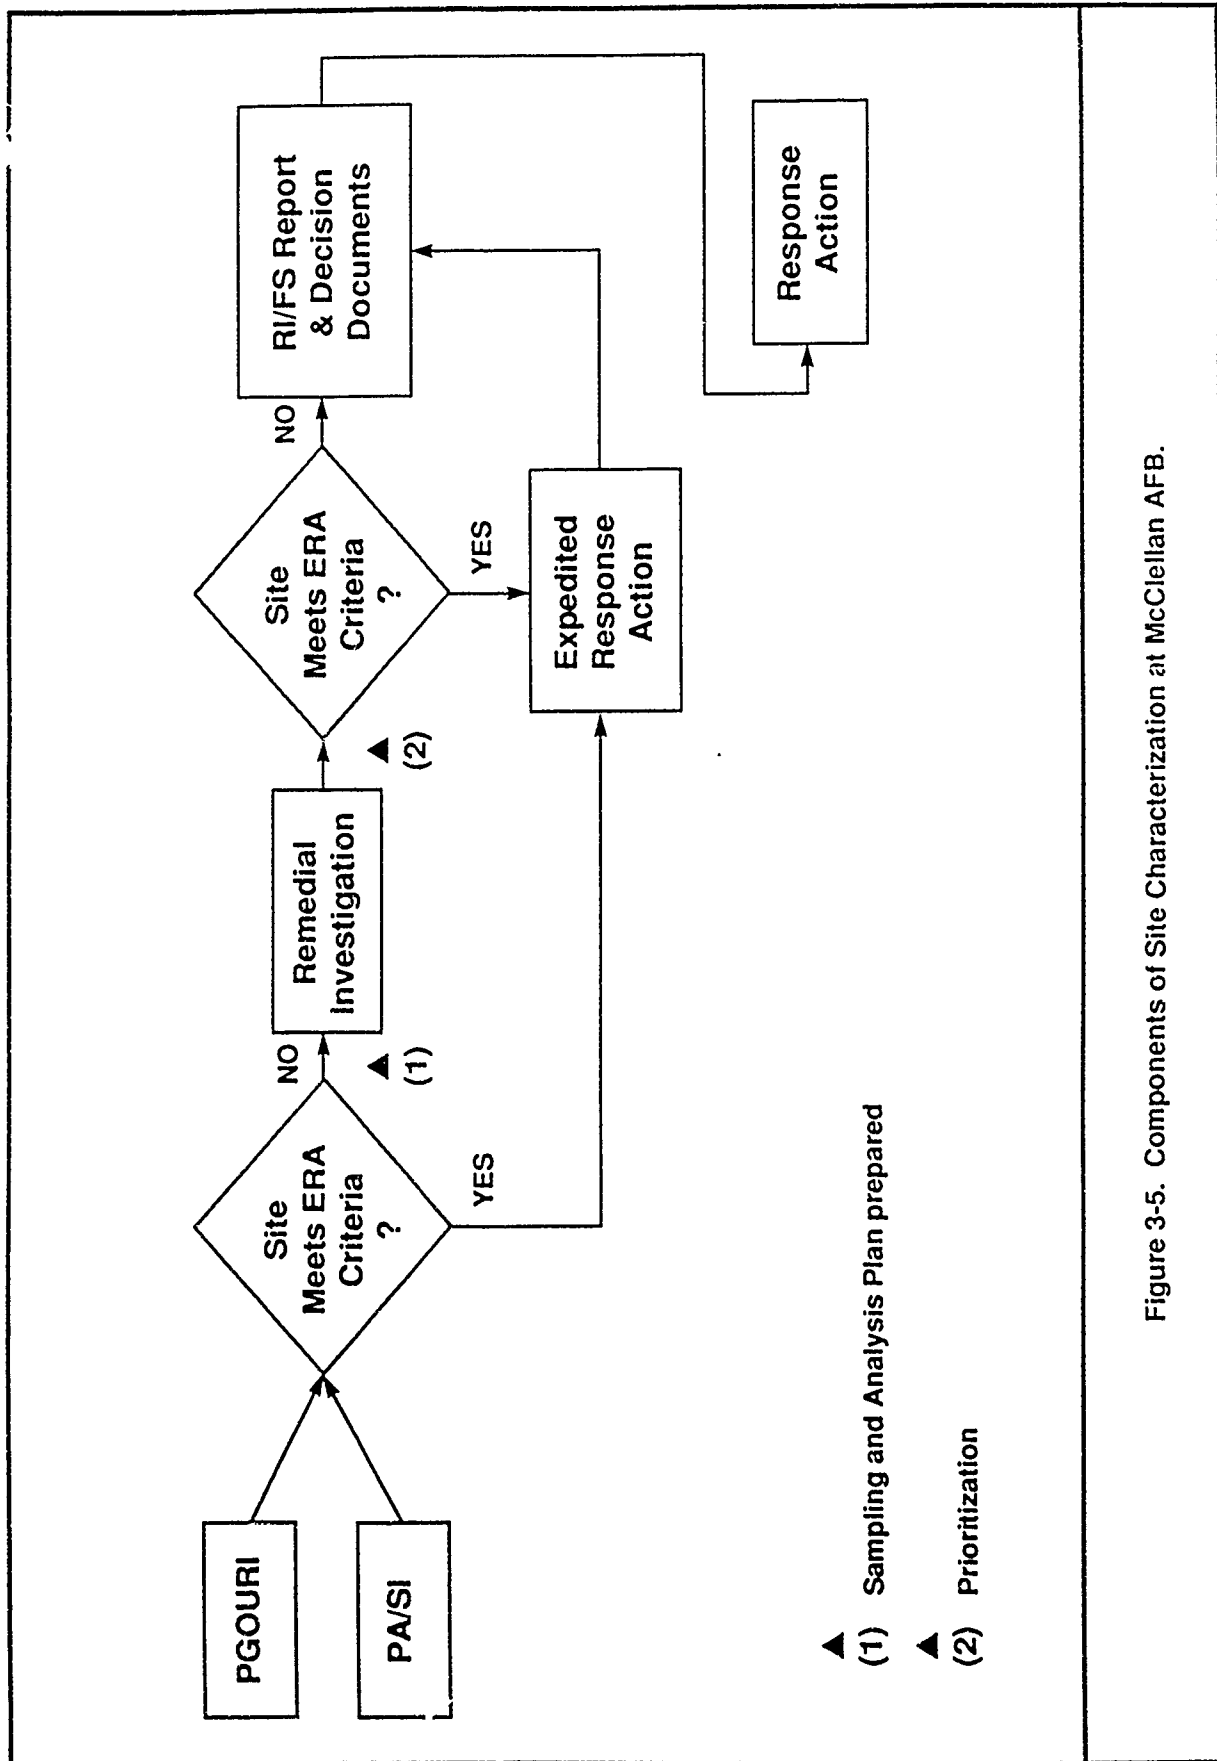 PGOURI
PA/SI
Site
Meets ERA
Criteria
?
NO
YES
(1)
Remedial
Investigation
(2)
Site
Meets ERA
Criteria
?
NO
YES
Expedited
Response
Action
RI/FS Report
& Decision
Documents
Response
Action
(1) Sampling and Analysis Plan prepared
(2) Prioritization
Figure 3-5. Components of Site Characterization at McClellan AFB.